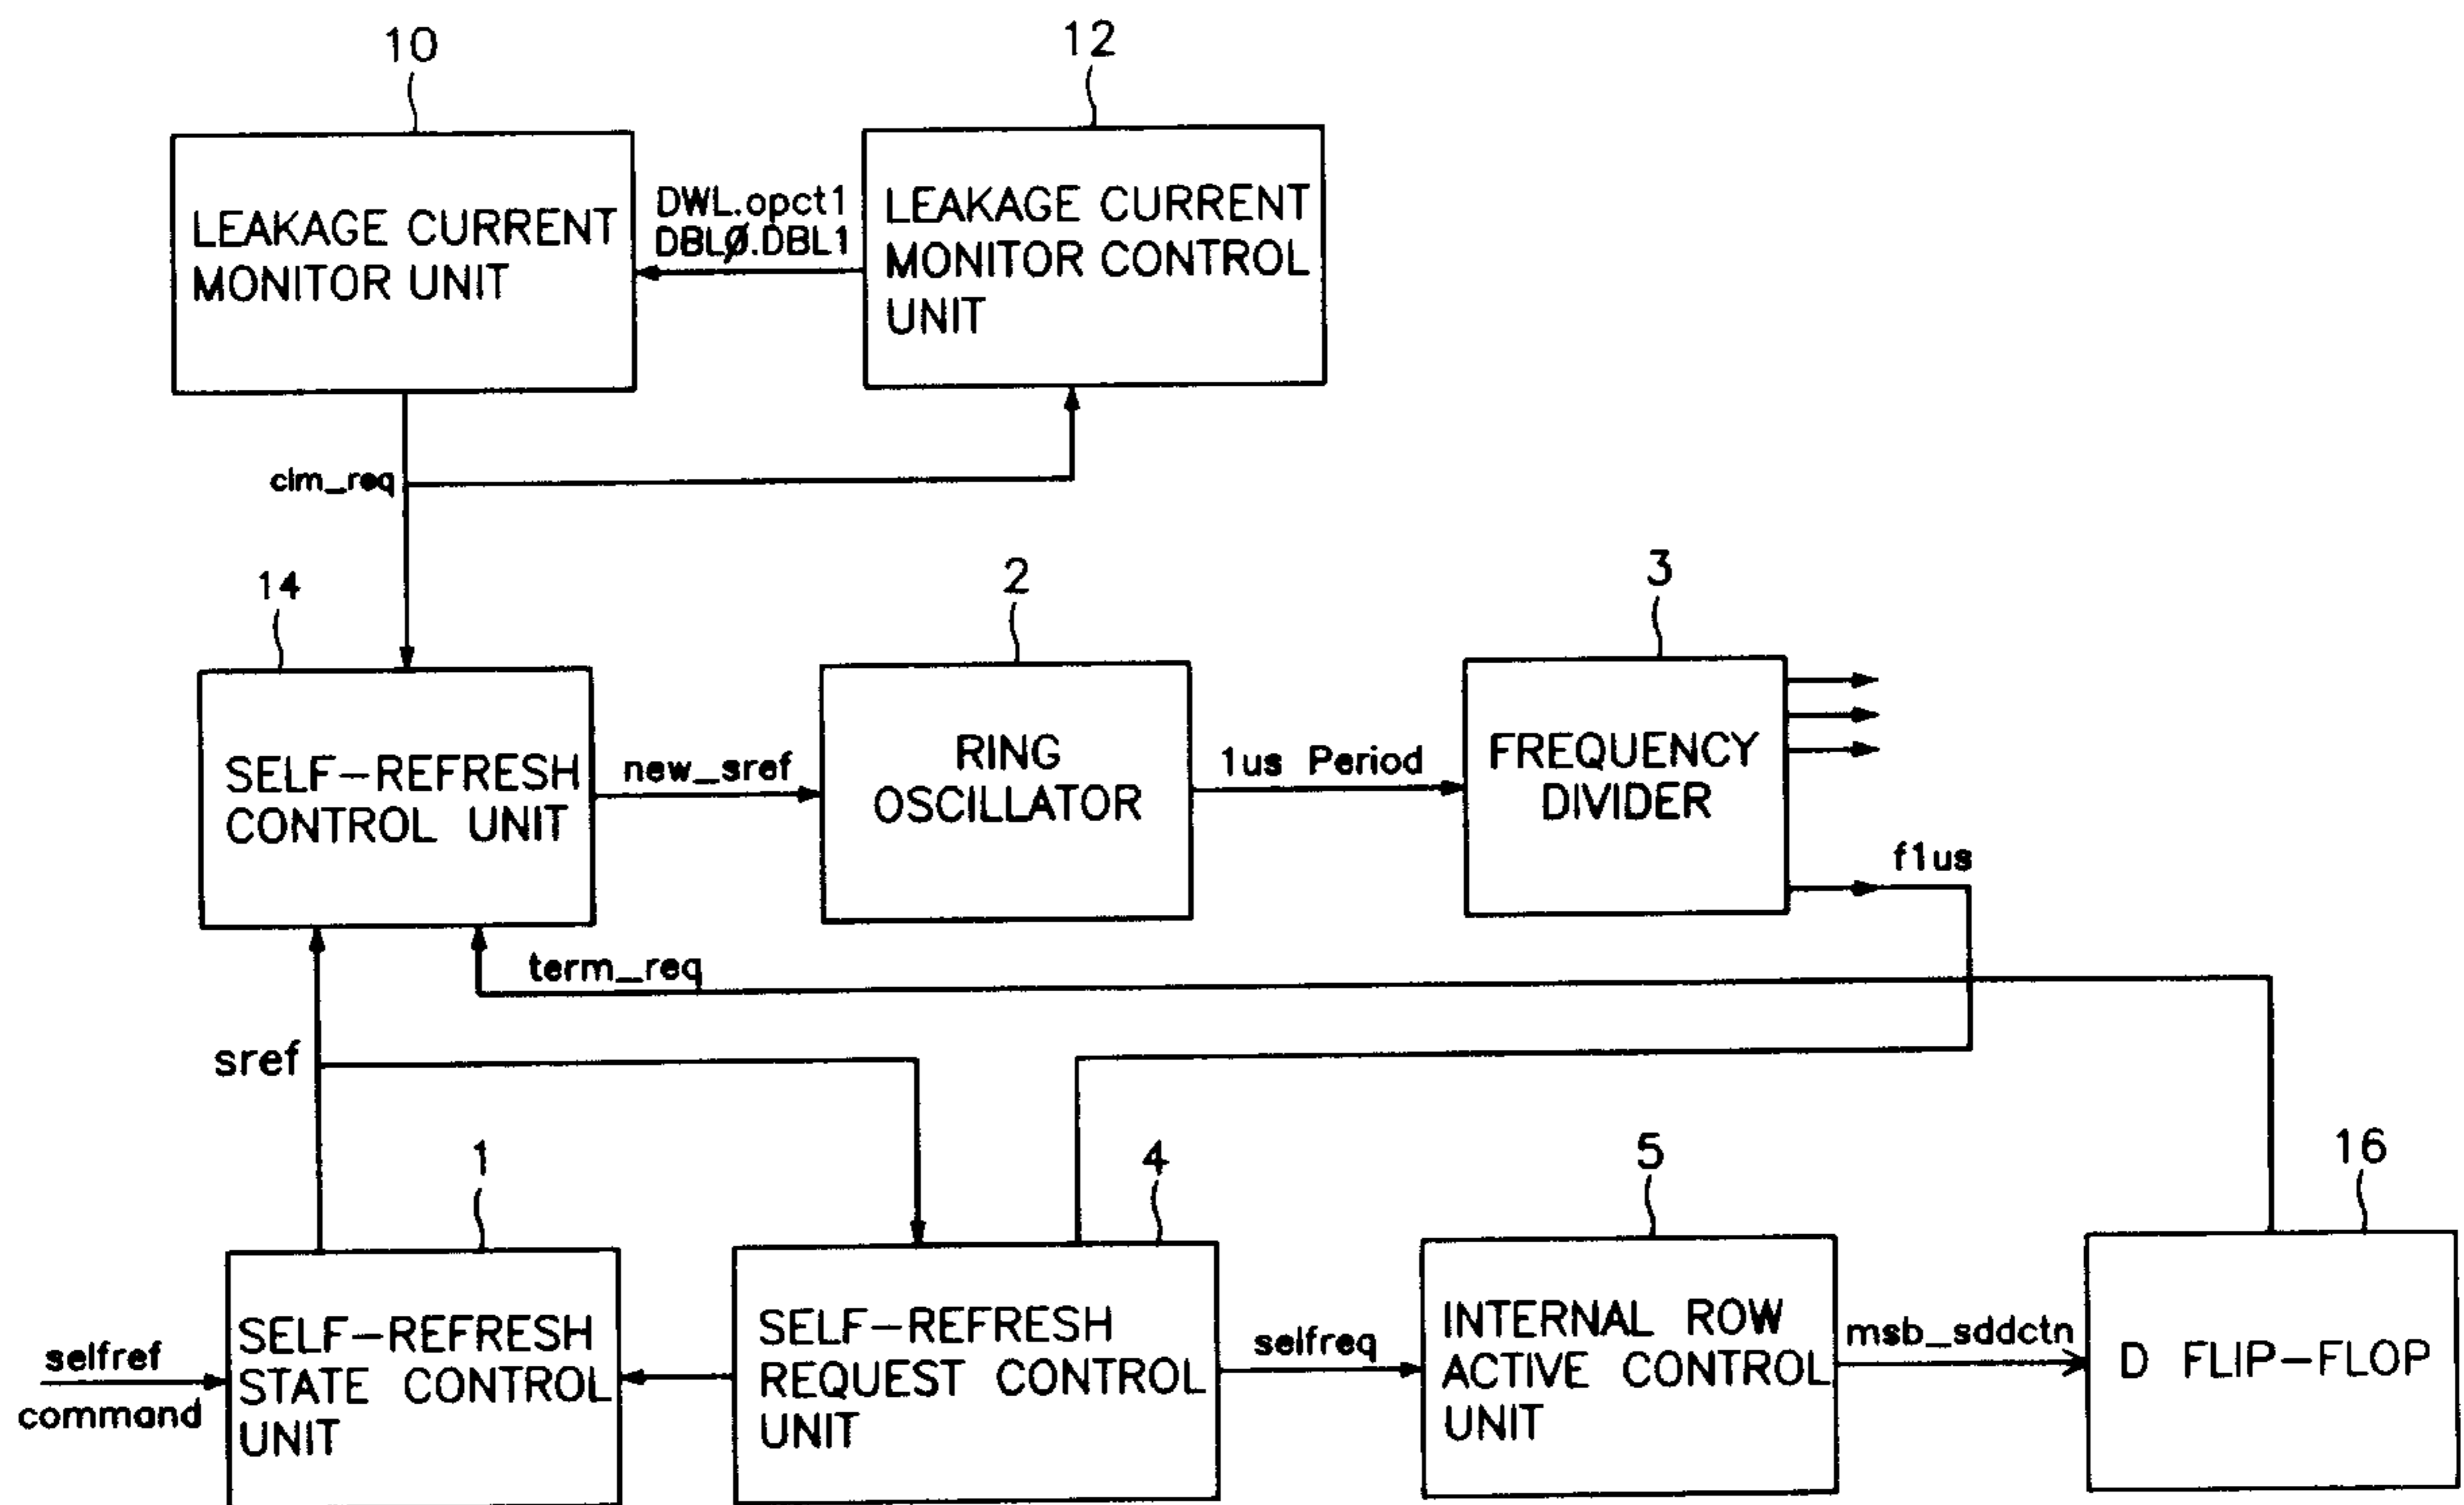 10
12
LEAKAGE CURRENT
MONITOR UNIT
DWL.opct1
DBLØ.DBL1
LEAKAGE CURRENT
MONITOR CONTROL
UNIT
clm_req
14
2
3
SELF-REFRESH
CONTROL UNIT
new_sref
RING
OSCILLATOR
1us Period
FREQUENCY
DIVIDER
f1us
term_req
sref
1
4
5
16
selfref
command
SELF-REFRESH
STATE CONTROL
UNIT
SELF-REFRESH
REQUEST CONTROL
UNIT
selfreq
INTERNAL ROW
ACTIVE CONTROL
UNIT
msb_sddctn
D FLIP-FLOP